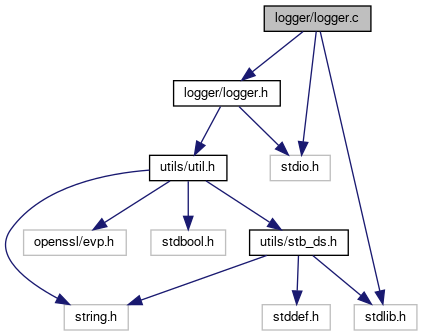 logger/logger.c
logger/logger.h
utils/util.h
stdio.h
openssl/evp.h
stdbool.h
utils/stb_ds.h
string.h
stddef.h
stdlib.h